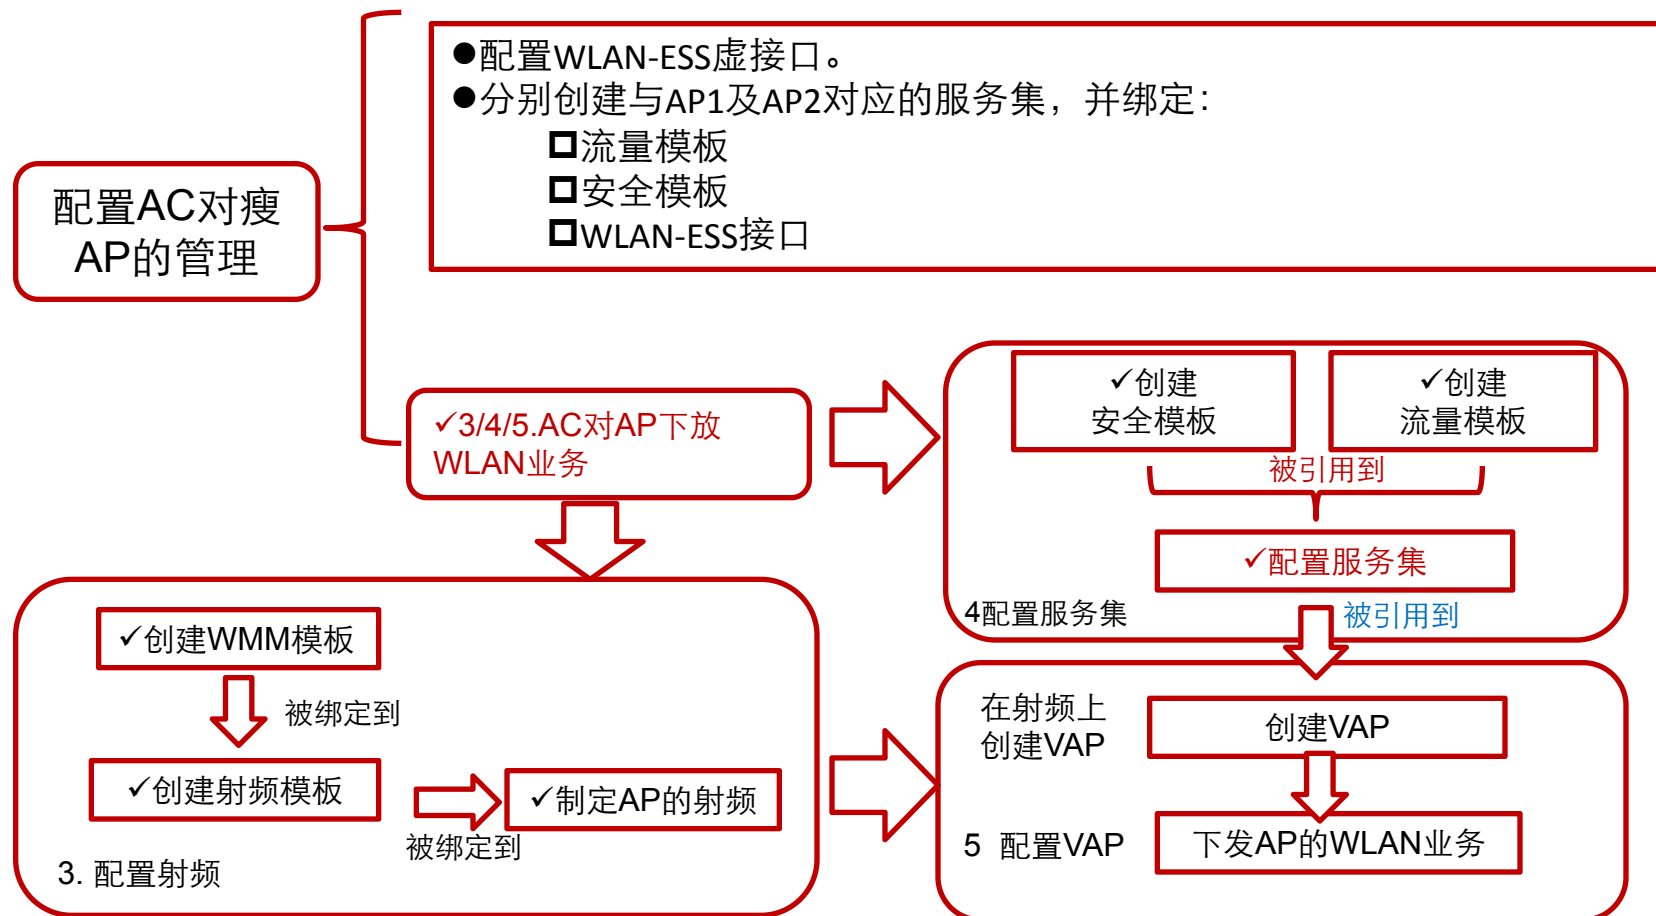 ●配置WLAN-ESS虚接口。
●分别创建与AP1及AP2对应的服务集，并绑定：
流量模板
安全模板
WLAN-ESS接口
配置AC对瘦
AP的管理
✓3/4/5.AC对AP下放
WLAN业务
✓创建
安全模板
✓创建
流量模板
被引用到
✓配置服务集
4配置服务集
被引用到
✓创建WMM模板
被绑定到
✓创建射频模板
被绑定到
✓制定AP的射频
3. 配置射频
在射频上
创建VAP
创建VAP
5 配置VAP
下发AP的WLAN业务